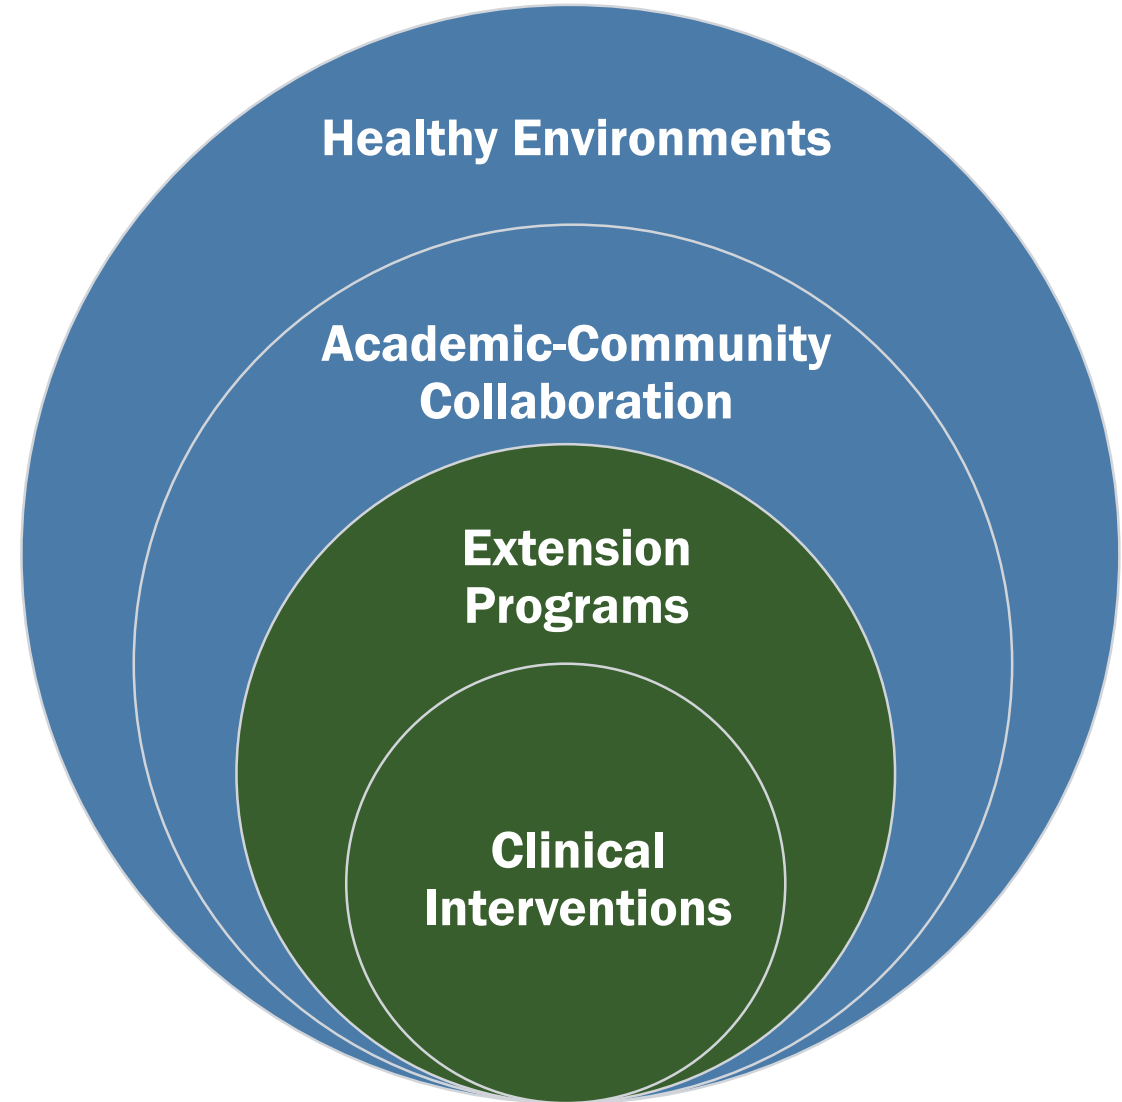 Healthy Environments
Academic-Community
Collaboration
Extension
Programs
Clinical
Interventions